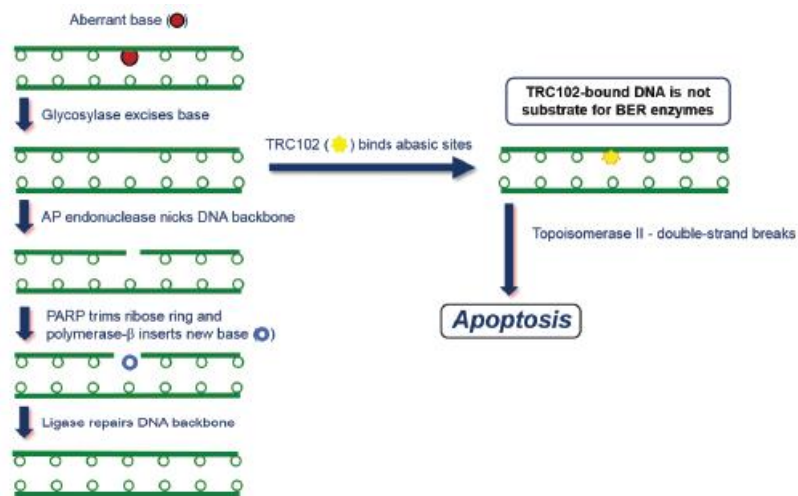 Aberrant base ( )
Glycosylase excises base
TRC102 ( ) binds abasic sites
TRC102-bound DNA is not
substrate for BER enzymes
AP endonuclease nicks DNA backbone
Topoisomerase II - double-strand breaks
PARP trims ribose ring and
polymerase-β inserts new base ( )
Apoptosis
Ligase repairs DNA backbone